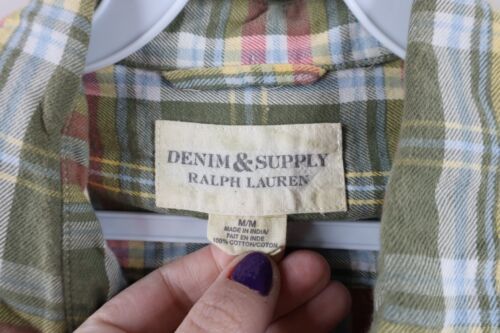 DENIM & SUPPLY
RALPH LAUREN
M/M
MADE IN INDIA/
FAIT EN INDE
100% COTTON/COTON